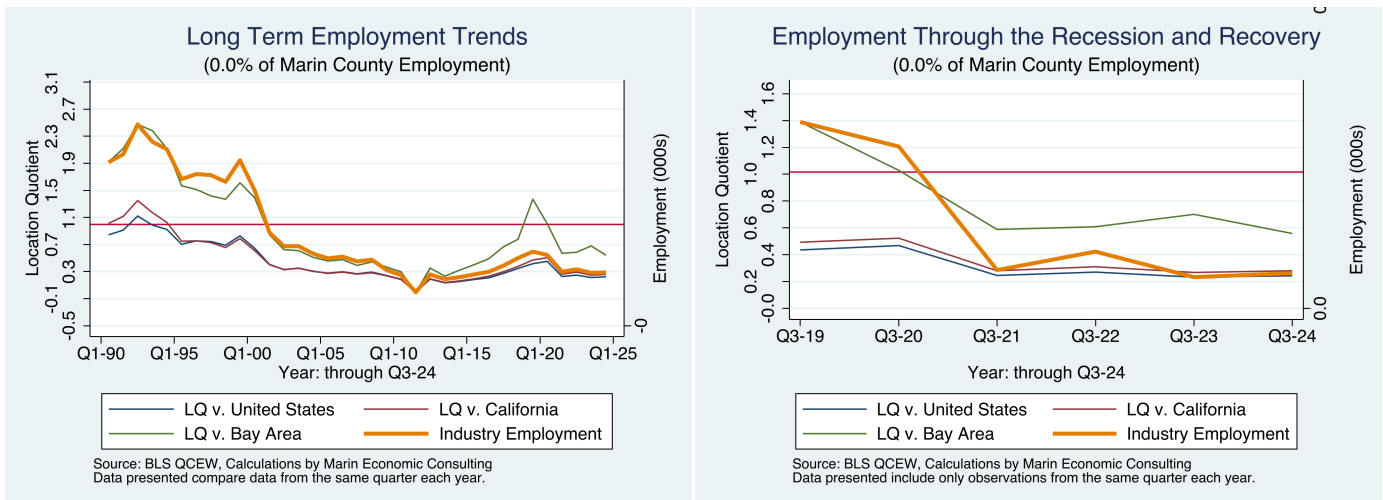 Long Term Employment Trends
(0.0% of Marin County Employment)
Location Quotient
3.1
2.7
2.3
1.9
1.5
1.1
0.7
0.3
-0.1
-0.5
Employment (000s)
-0
Q1-90 Q1-95 Q1-00 Q1-05 Q1-10 Q1-15 Q1-20 Q1-25
Year: through Q3-24
LQ v. United States LQ v. California
LQ v. Bay Area Industry Employment
Source: BLS QCEW, Calculations by Marin Economic Consulting
Data presented compare data from the same quarter each year.
Employment Through the Recession and Recovery
(0.0% of Marin County Employment)
Location Quotient
1.6
1.4
1.2
1.0
0.8
0.6
0.4
0.2
-0.0
Employment (000s)
0.0
Q3-19 Q3-20 Q3-21 Q3-22 Q3-23 Q3-24
Year: through Q3-24
LQ v. United States LQ v. California
LQ v. Bay Area Industry Employment
Source: BLS QCEW, Calculations by Marin Economic Consulting
Data presented include only observations from the same quarter each year.